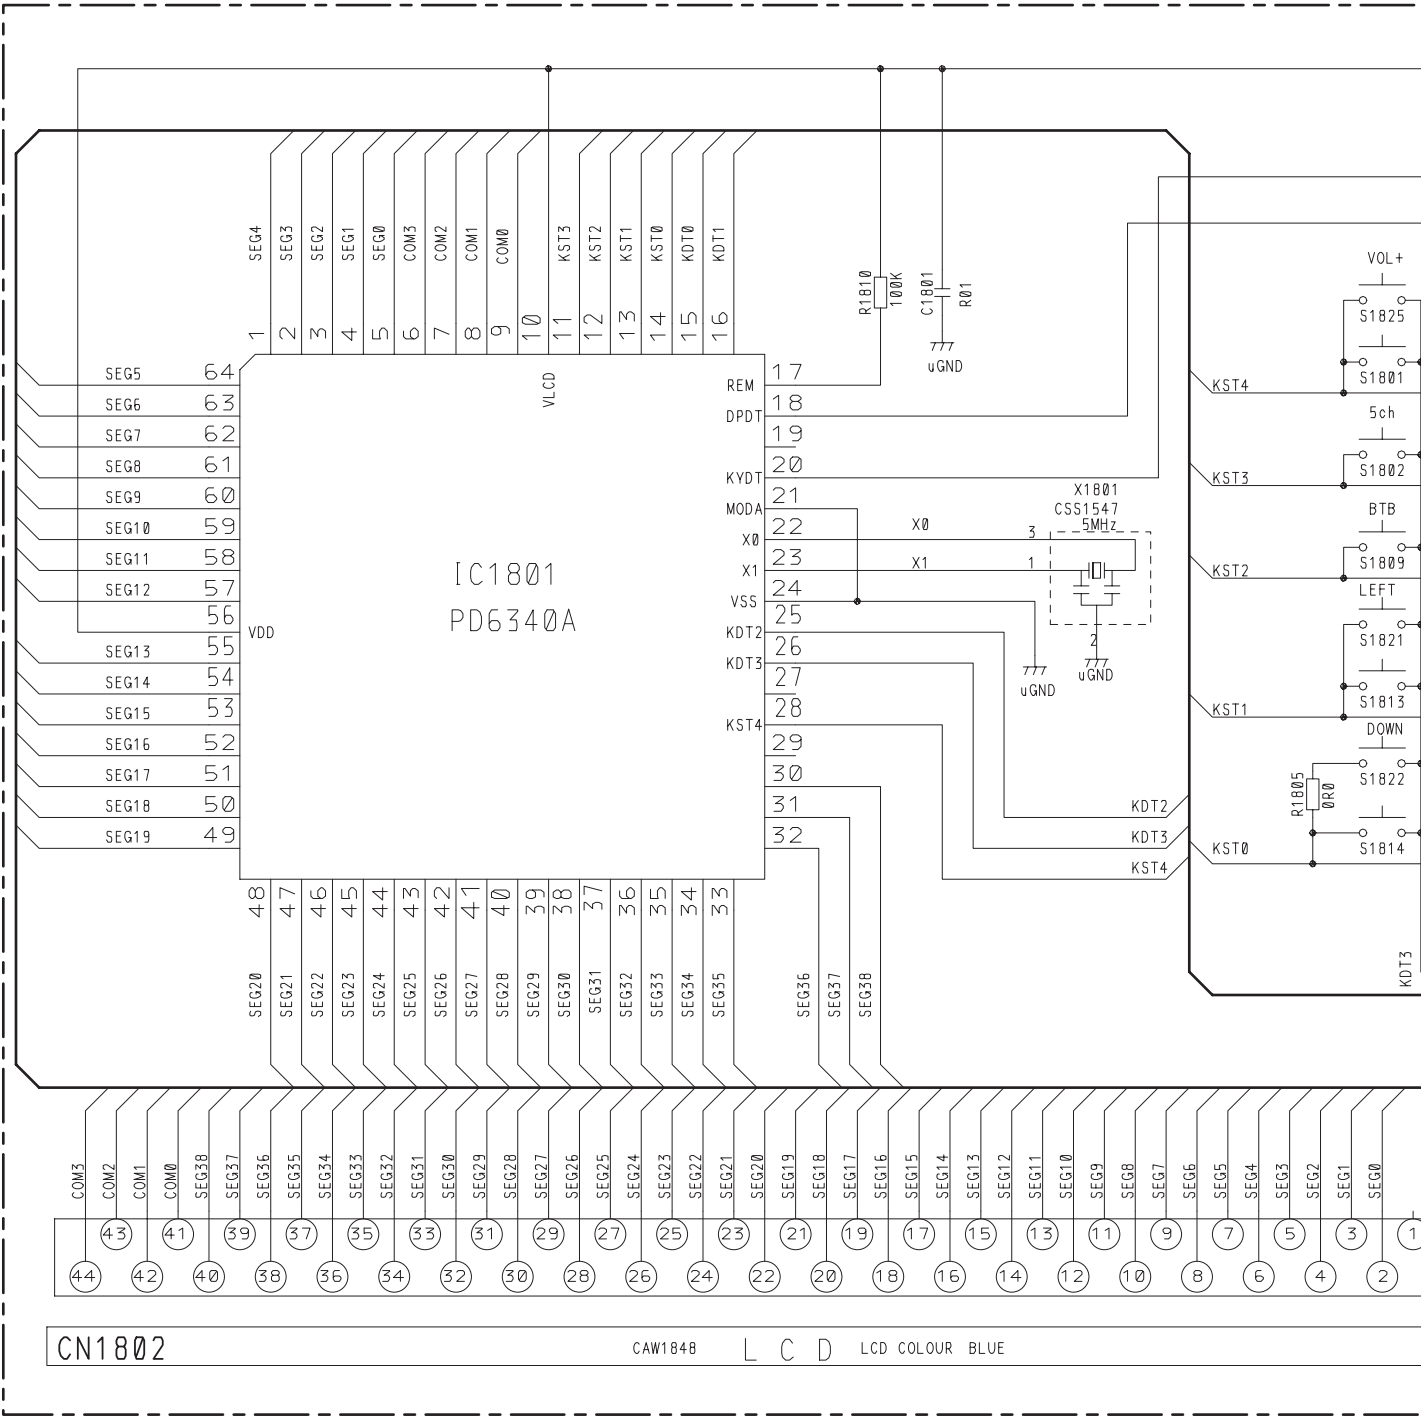 SEG4 SEG3 SEG2 SEG1 SEG0 COM3 COM2 COM1 COM0 KST3 KST2 KST1 KST0 KDT0 KDT1
1 2 3 4 5 6 7 8 9 10 11 12 13 14 15 16
VLCD
R1810 100K
C1801 R01
uGND
SEG5 64
SEG6 63
SEG7 62
SEG8 61
SEG9 60
SEG10 59
SEG11 58
SEG12 57
56 VDD
SEG13 55
SEG14 54
SEG15 53
SEG16 52
SEG17 51
SEG18 50
SEG19 49
IC1801
PD6340A
REM 17
DPDT 18
19
KYDT 20
MODA 21
X0 22 X0
X1 23 X1
VSS 24
KDT2 25
KDT3 26
27
KST4 28
29
30
31
32
X1801
CSS1547
5MHz
3
1
2
uGND
uGND
KDT2
KDT3
KST4
KST4
KST3
KST2
KST1
KST0
VOL+
S1825
S1801
5ch
S1802
BTB
S1809
LEFT
S1821
S1813
DOWN
S1822
R1805 0R0
S1814
KDT3
48 47 46 45 44 43 42 41 40 39 38 37 36 35 34 33
SEG20 SEG21 SEG22 SEG23 SEG24 SEG25 SEG26 SEG27 SEG28 SEG29 SEG30 SEG31 SEG32 SEG33 SEG34 SEG35 SEG36 SEG37 SEG38
COM3 COM2 COM1 COM0 SEG38 SEG37 SEG36 SEG35 SEG34 SEG33 SEG32 SEG31 SEG30 SEG29 SEG28 SEG27 SEG26 SEG25 SEG24 SEG23 SEG22 SEG21 SEG20 SEG19 SEG18 SEG17 SEG16 SEG15 SEG14 SEG13 SEG12 SEG11 SEG10 SEG9 SEG8 SEG7 SEG6 SEG5 SEG4 SEG3 SEG2 SEG1 SEG0
43 41 39 37 35 33 31 29 27 25 23 21 19 17 15 13 11 9 7 5 3 1
44 42 40 38 36 34 32 30 28 26 24 22 20 18 16 14 12 10 8 6 4 2
CN1802 CAW1848 LCD LCD COLOUR BLUE